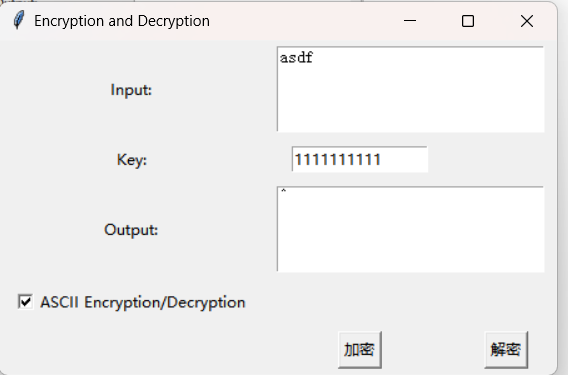 Encryption and Decryption
Input:
asdf
Key:
1111111111
Output:
ASCII Encryption/Decryption
加密
解密